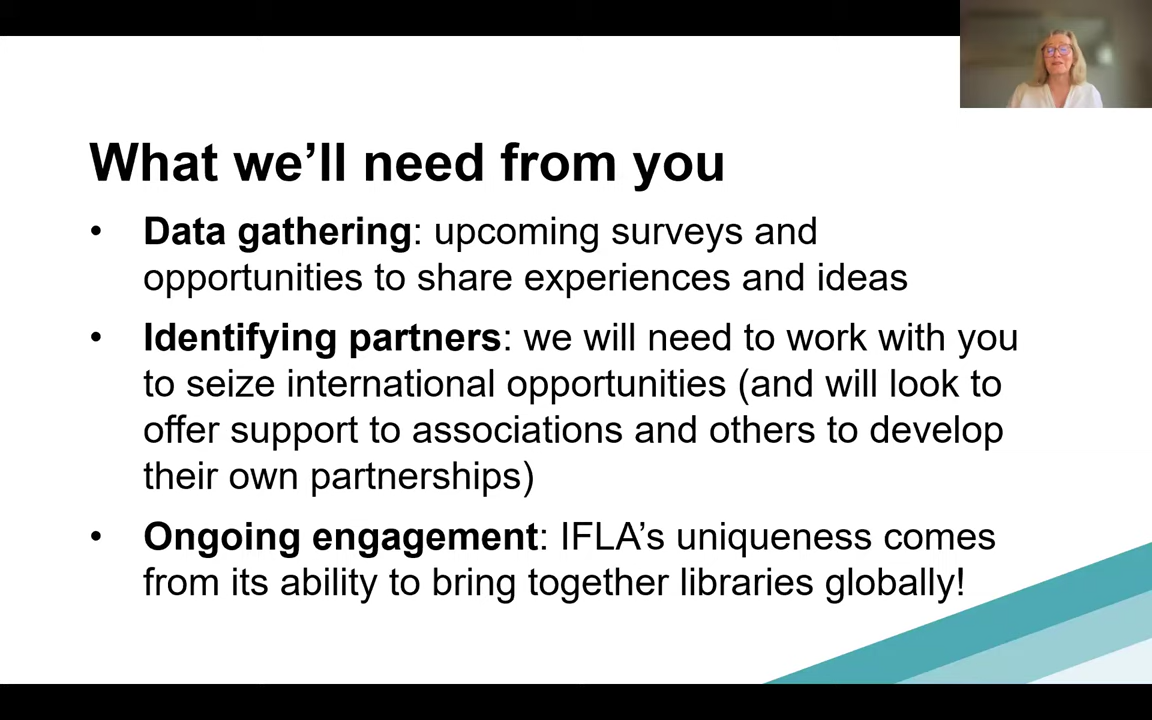 What we’ll need from you
• Data gathering: upcoming surveys and
opportunities to share experiences and ideas
• Identifying partners: we will need to work with you
to seize international opportunities (and will look to
offer support to associations and others to develop
their own partnerships)
• Ongoing engagement: IFLA’s uniqueness comes
from its ability to bring together libraries globally!